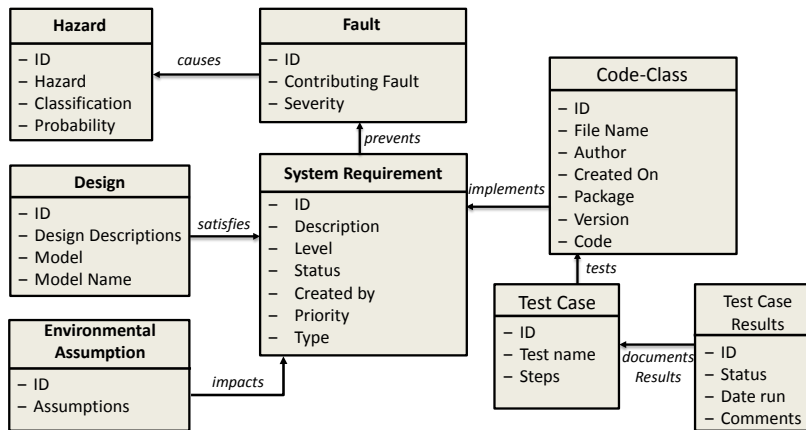 Hazard
– ID
– Hazard
– Classification
– Probability
causes
Fault
– ID
– Contributing Fault
– Severity
prevents
Code-Class
– ID
– File Name
– Author
– Created On
– Package
– Version
– Code
implements
Design
– ID
– Design Descriptions
– Model
– Model Name
satisfies
System Requirement
– ID
– Description
– Level
– Status
– Created by
– Priority
– Type
Environmental
Assumption
– ID
– Assumptions
impacts
tests
Test Case
– ID
– Test name
– Steps
documents
Results
Test Case
Results
– ID
– Status
– Date run
– Comments